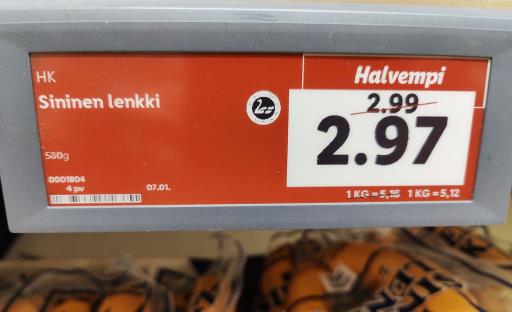 HK
Sininen lenkki
580g
0001804
4 pv 07.01.
Halvempi
2.99
2.97
1 KG =5,16 1 KG =5,12